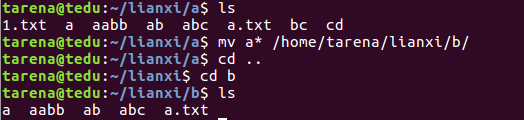 tarena@tedu:~/lianxi/a$ ls
1.txt  a  aabb  ab  abc  a.txt  bc  cd
tarena@tedu:~/lianxi/a$ mv a* /home/tarena/lianxi/b/
tarena@tedu:~/lianxi/a$ cd ..
tarena@tedu:~/lianxi$ cd b
tarena@tedu:~/lianxi/b$ ls
a  aabb  ab  abc  a.txt